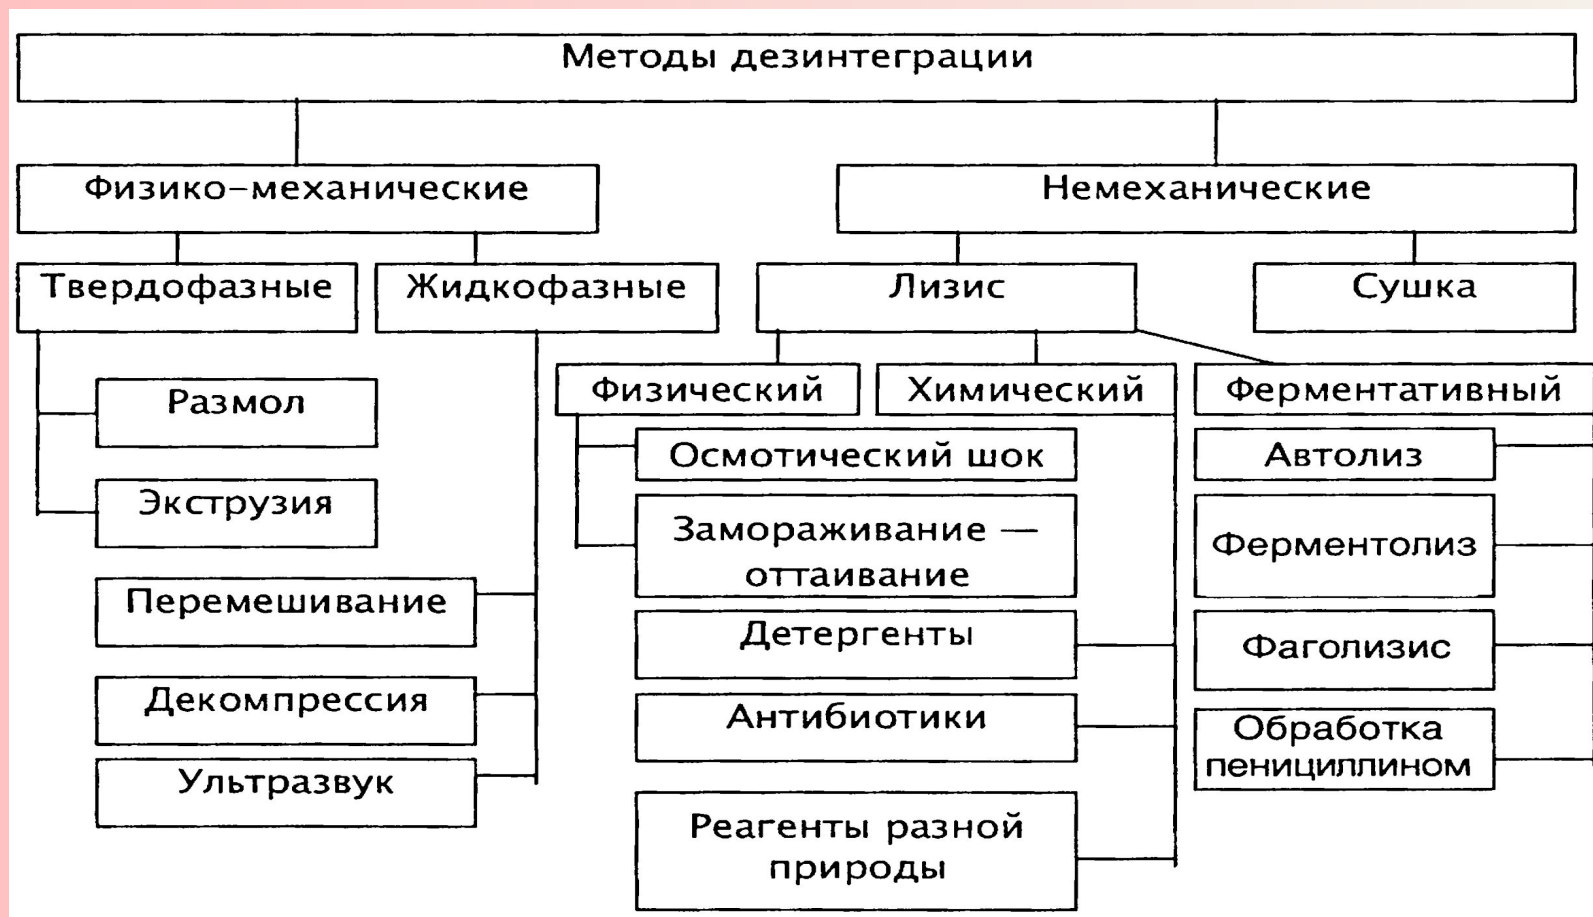 Методы дезинтеграции
Физико-механические
Немеханические
Твердофазные
Жидкофазные
Лизис
Сушка
Размол
Экструзия
Перемешивание
Декомпрессия
Ультразвук
Физический
Химический
Ферментативный
Осмотический шок
Замораживание —
оттаивание
Детергенты
Антибиотики
Реагенты разной
природы
Автолиз
Ферментолиз
Фаголизис
Обработка
пенициллином